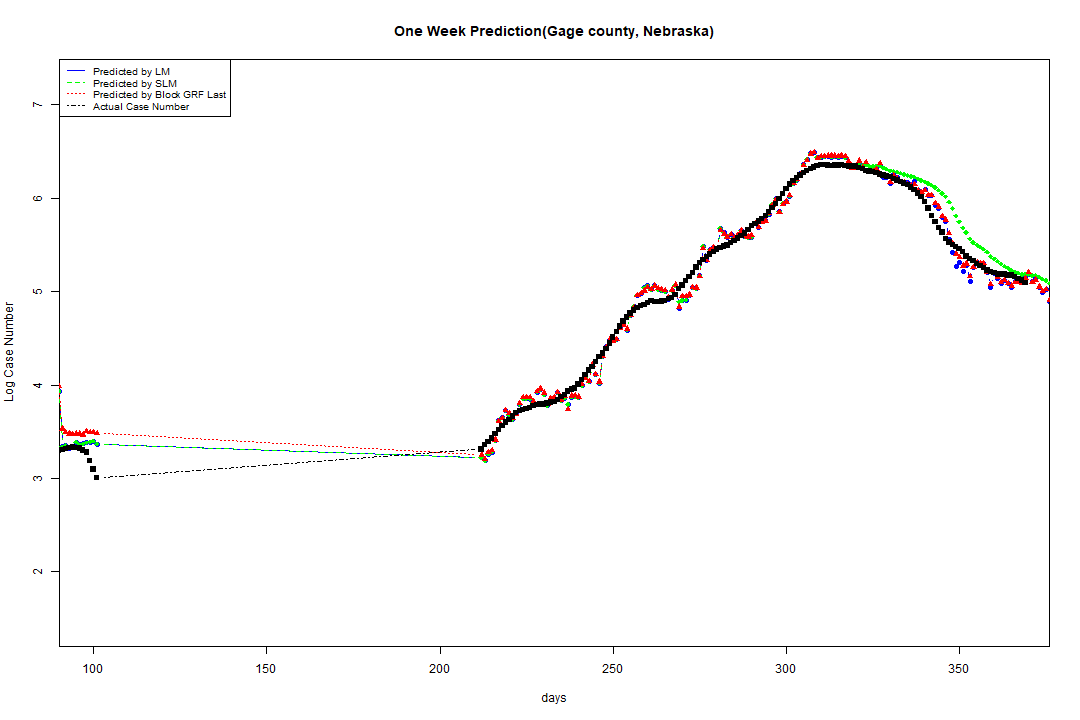 One Week Prediction(Gage county, Nebraska)
Predicted by LM
Predicted by SLM
Predicted by Block GRF Last
Actual Case Number
7
6
5
4
3
2
Log Case Number
100 150 200 250 300 350
days